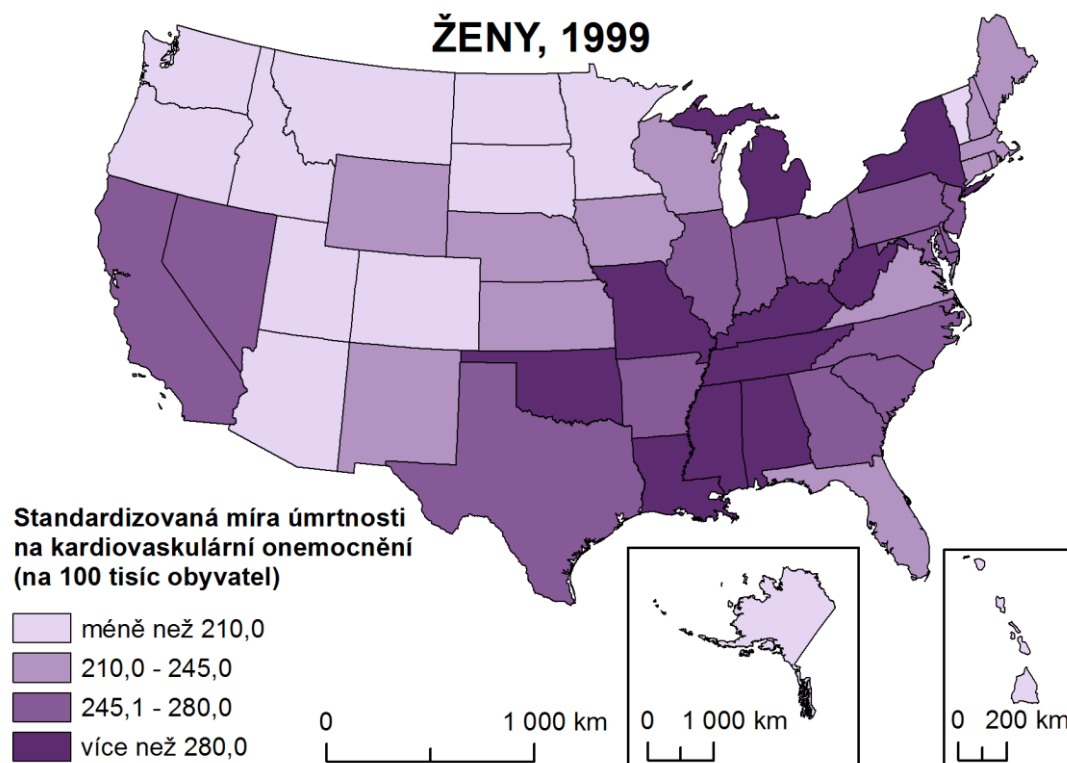 ŽENY, 1999
Standardizovaná míra úmrtnosti
na kardiovaskulární onemocnění
(na 100 tisíc obyvatel)
méně než 210,0
210,0 - 245,0
245,1 - 280,0
více než 280,0
0 1 000 km
0 1 000 km
0 200 km